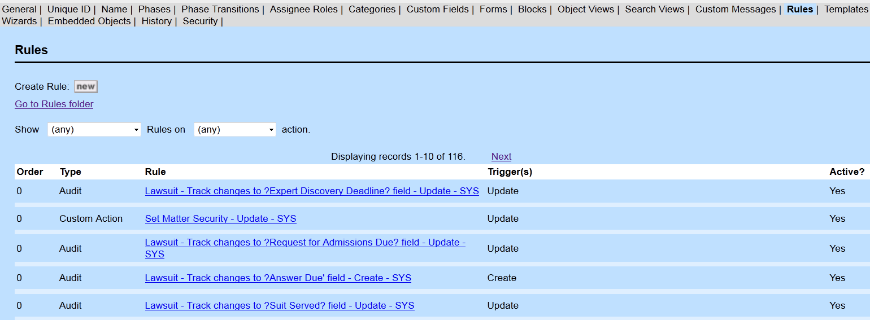 General | Unique ID | Name | Phases | Phase Transitions | Assignee Roles | Categories | Custom Fields | Forms | Blocks | Object Views | Search Views | Custom Messages | Rules | Templates
Wizards | Embedded Objects | History | Security |
Rules
Create Rule. new
Go to Rules folder
Show (any) Rules on (any) action.
Displaying records 1-10 of 116. Next
Order Type Rule Trigger(s) Active?
0 Audit Lawsuit - Track changes to ?Expert Discovery Deadline? field - Update - SYS Update Yes
0 Custom Action Set Matter Security - Update - SYS Update Yes
0 Audit Lawsuit - Track changes to ?Request for Admissions Due? field - Update - Update Yes
SYS
0 Audit Lawsuit - Track changes to ?Answer Due' field - Create - SYS Create Yes
0 Audit Lawsuit - Track changes to ?Suit Served? field - Update - SYS Update Yes